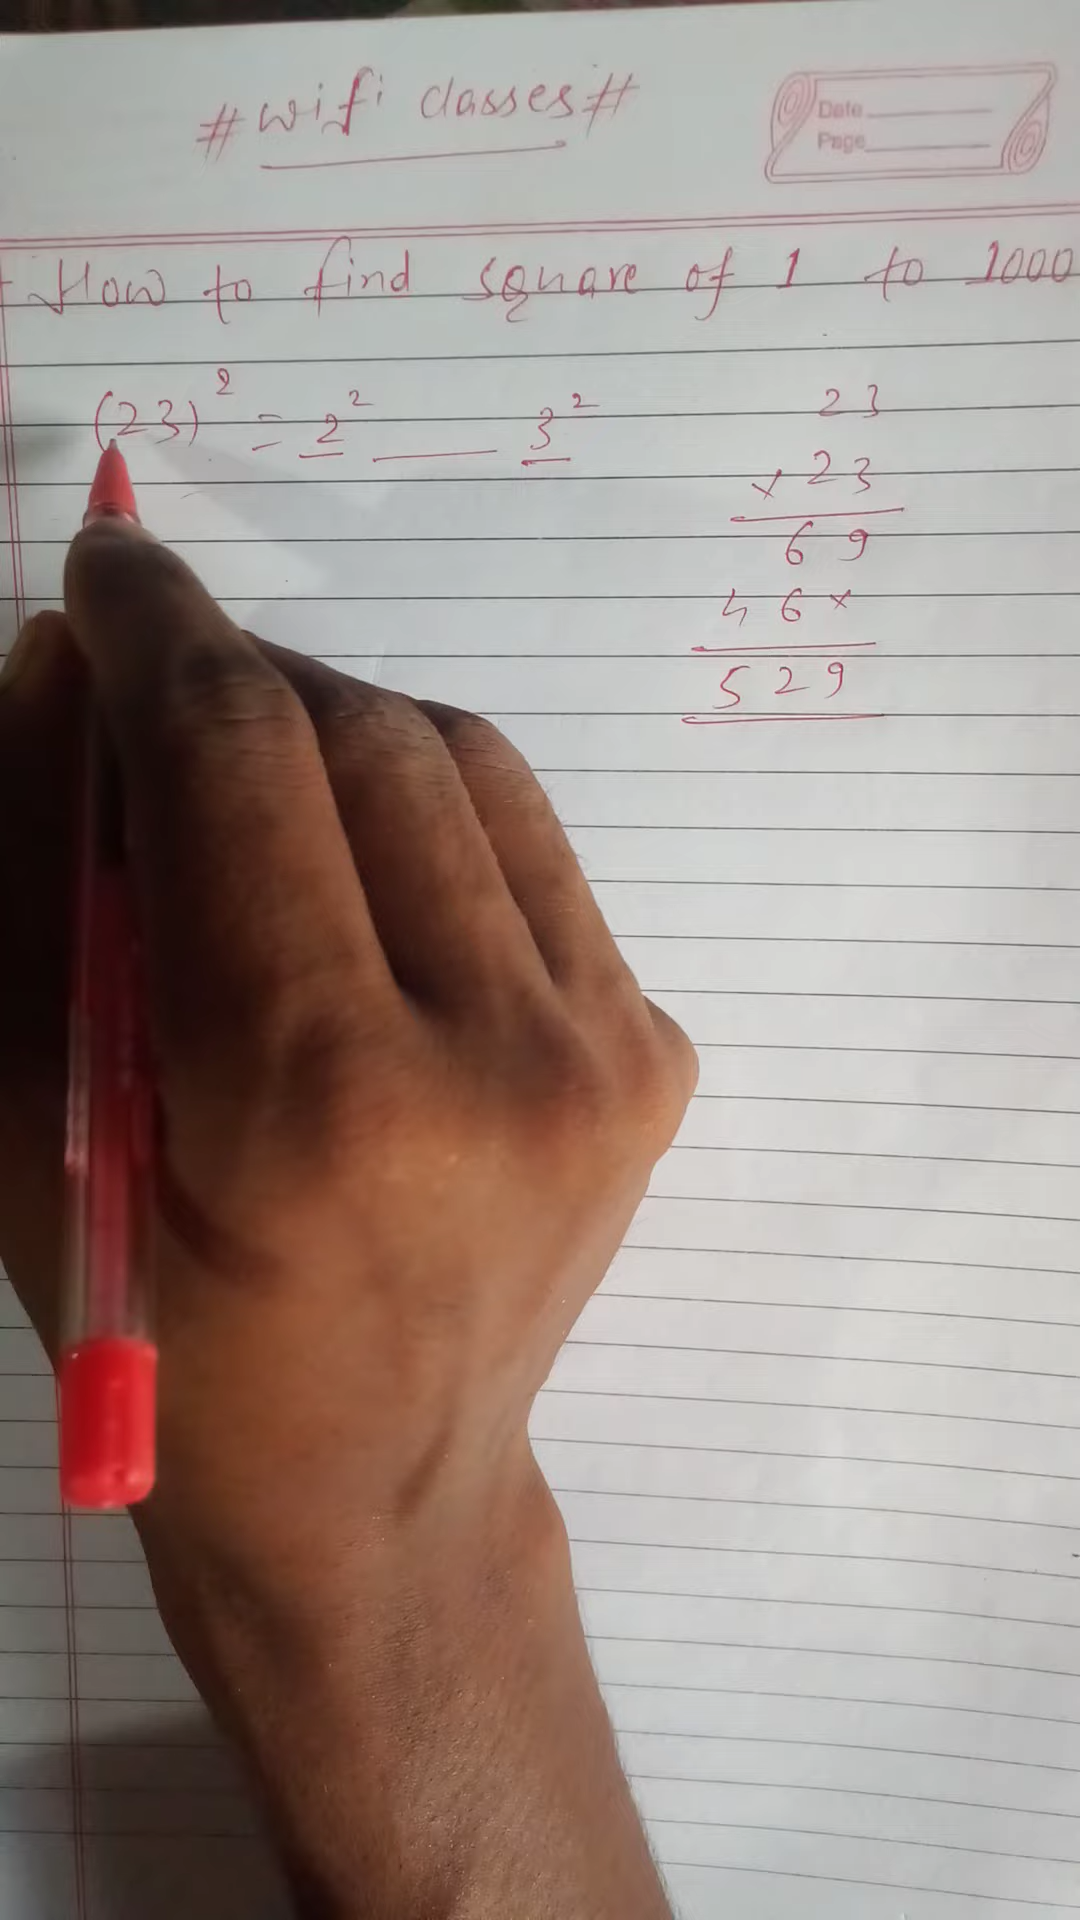 #wifi classes#
Date
Page
How to find square of 1 to 1000
(23)² = 2² ___ 3²
23
× 23
69
46×
529